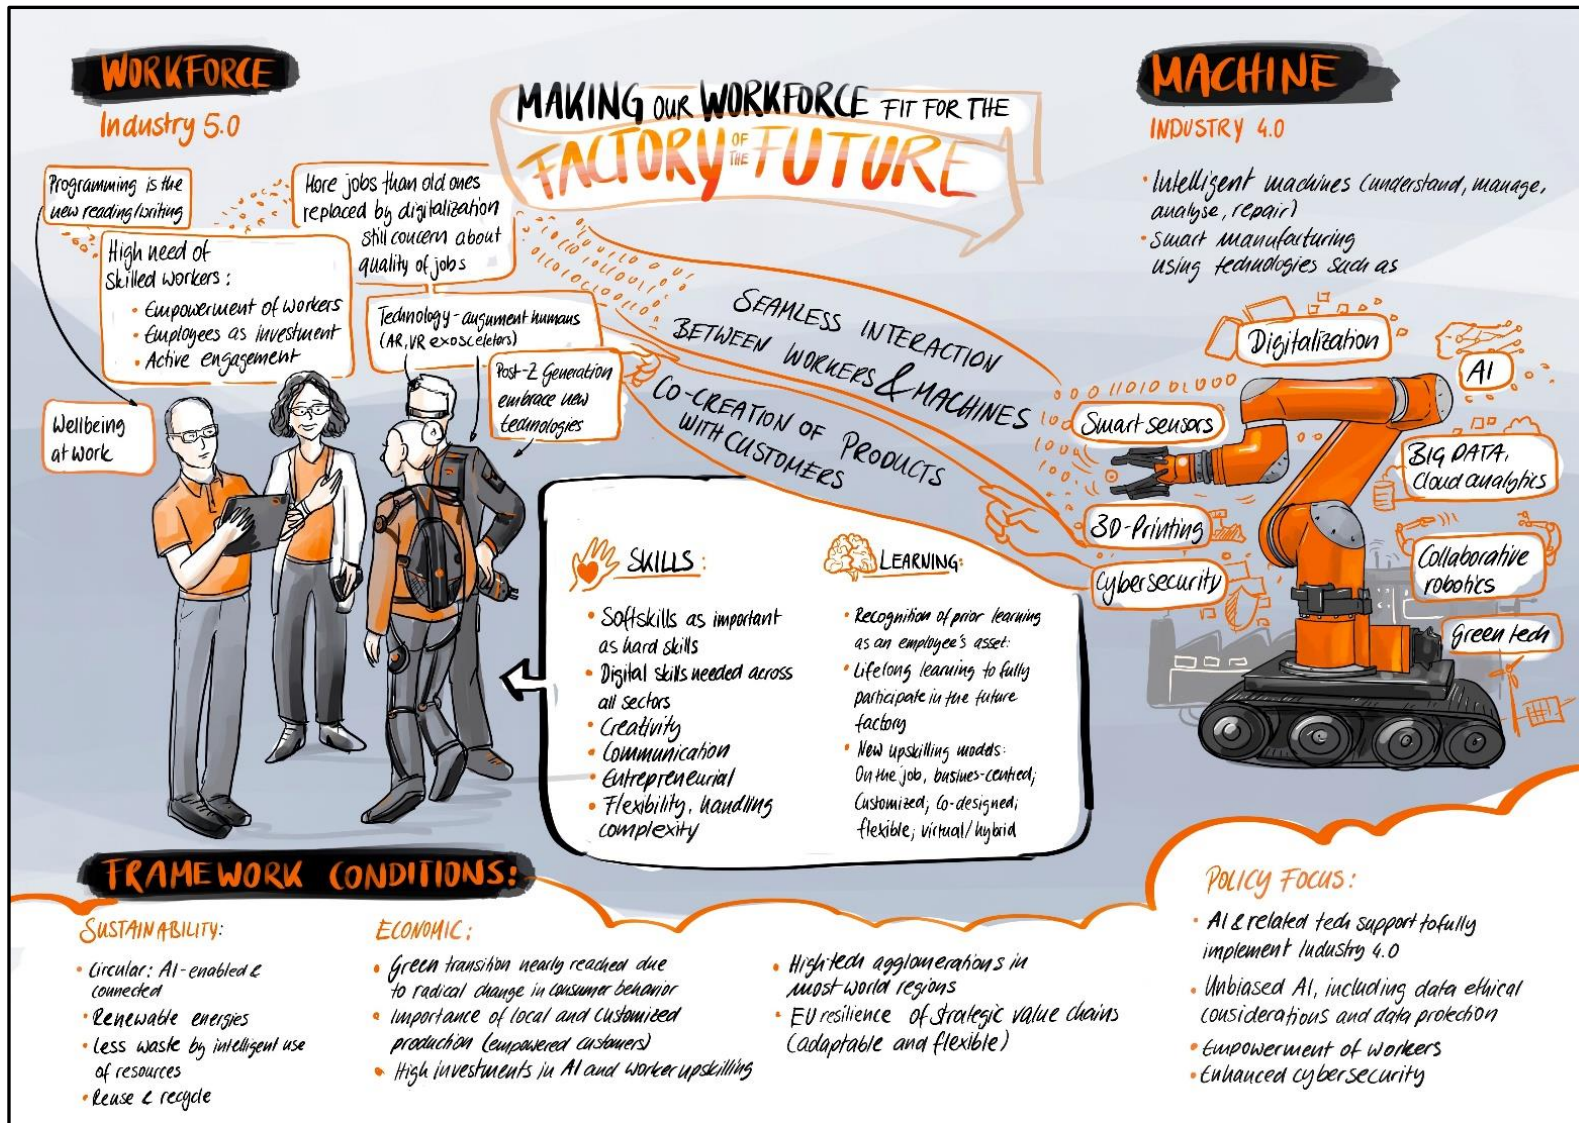 WORKFORCE
Industry 5.0
MAKING OUR WORKFORCE FIT FOR THE
FACTORY OF THE FUTURE
MACHINE
INDUSTRY 4.0
• Intelligent machines (understand, manage,
analyse, repair)
• Smart manufacturing
using technologies such as
Programming is the
new reading/writing
More jobs than old ones
replaced by digitalization
still concern about
quality of jobs
High need of
skilled workers:
• Empowerment of workers
• Employees as investment
• Active engagement
Technology-augument humans
(AR, VR exosceletors)
Post-Z Generation
embrace new
technologies
Wellbeing
at work
SEAMLESS INTERACTION
BETWEEN WORKERS & MACHINES
CO-CREATION OF PRODUCTS
WITH CUSTOMERS
Digitalization
AI
Smart sensors
BIG DATA,
Cloud analytics
3D-Printing
Cybersecurity
Collaborative
robotics
Green tech
SKILLS:
• Softskills as important
as hard skills
• Digital skills needed across
all sectors
• Creativity
• Communication
• Entrepreneurial
• Flexibility, handling
complexity
LEARNING:
• Recognition of prior learning
as an employee's asset:
• Lifelong learning to fully
participate in the future
factory
• New upskilling models:
On the job, busines-centred;
Customized; Co-designed;
flexible; virtual/hybrid
FRAMEWORK CONDITIONS:
SUSTAINABILITY:
• Circular: AI-enabled &
connected
• Renewable energies
• Less waste by intelligent use
of resources
• Reuse & recycle
ECONOMIC:
• Green transition nearly reached due
to radical change in consumer behavior
• Importance of local and customized
production (empowered customers)
• High investments in AI and worker upskilling
• High-tech agglomerations in
most world regions
• EU resilience of strategic value chains
(adaptable and flexible)
POLICY FOCUS:
• AI & related tech support to fully
implement Industry 4.0
• Unbiased AI, including data ethical
considerations and data protection
• Empowerment of workers
• Enhanced cybersecurity